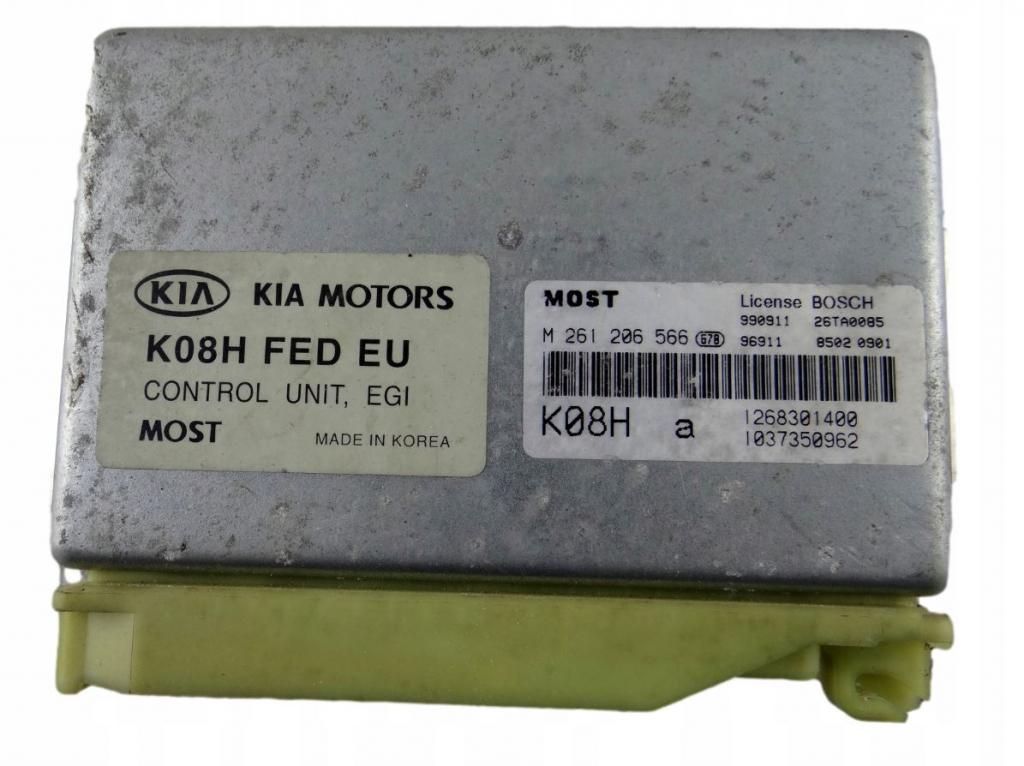 KIA KIA MOTORS
K08H FED EU
CONTROL UNIT, EGI
MOST MADE IN KOREA
MOST License BOSCH
990911 26TA0085
M 261 206 566 G7B 96911 8502 0901
K08H a 1268301400
1037350962